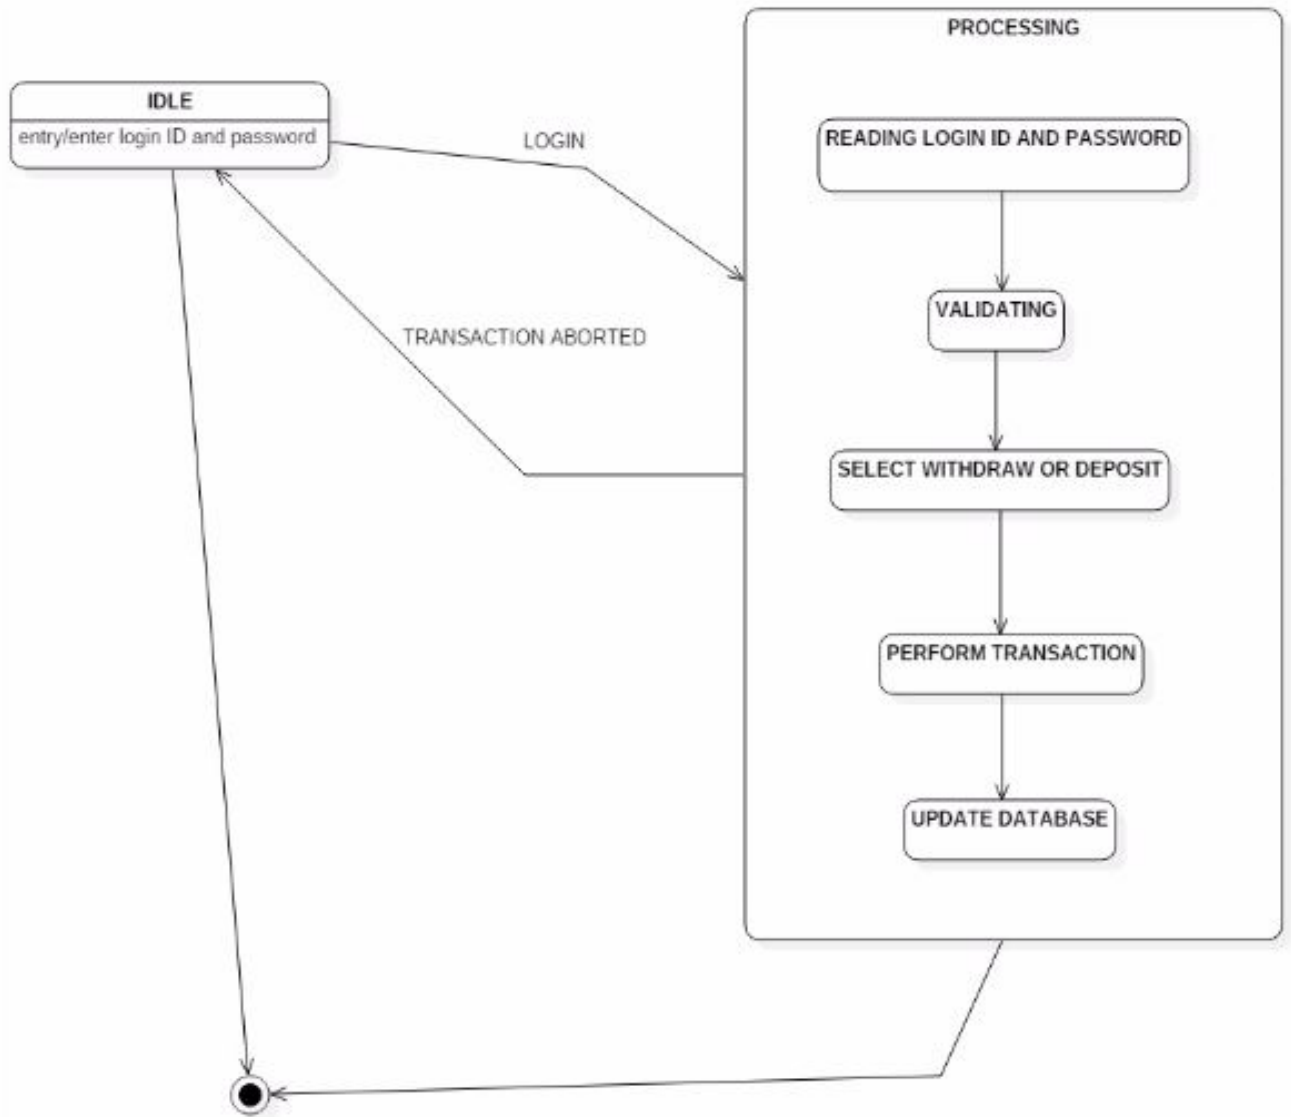 PROCESSING
IDLE
entry/enter login ID and password
LOGIN
READING LOGIN ID AND PASSWORD
VALIDATING
TRANSACTION ABORTED
SELECT WITHDRAW OR DEPOSIT
PERFORM TRANSACTION
UPDATE DATABASE